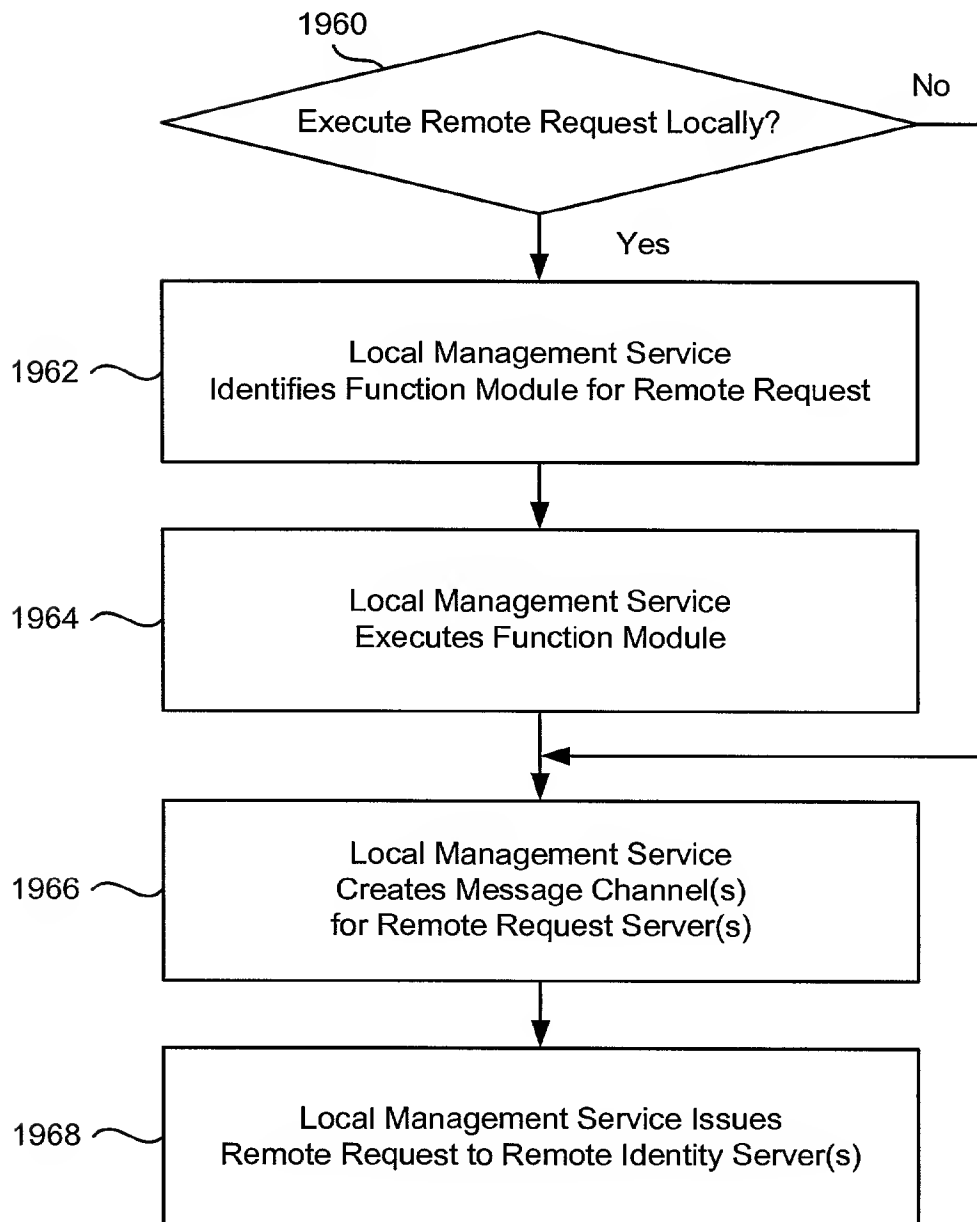 1960
No
Execute Remote Request Locally?
Yes
Local Management Service
1962
Identifies Function Module for Remote Request
Local Management Service
1964
Executes Function Module
Local Management Service
1966
Creates Message Channel(s)
for Remote Request Server(s)
Local Management Service Issues
1968
Remote Request to Remote Identity Server(s)